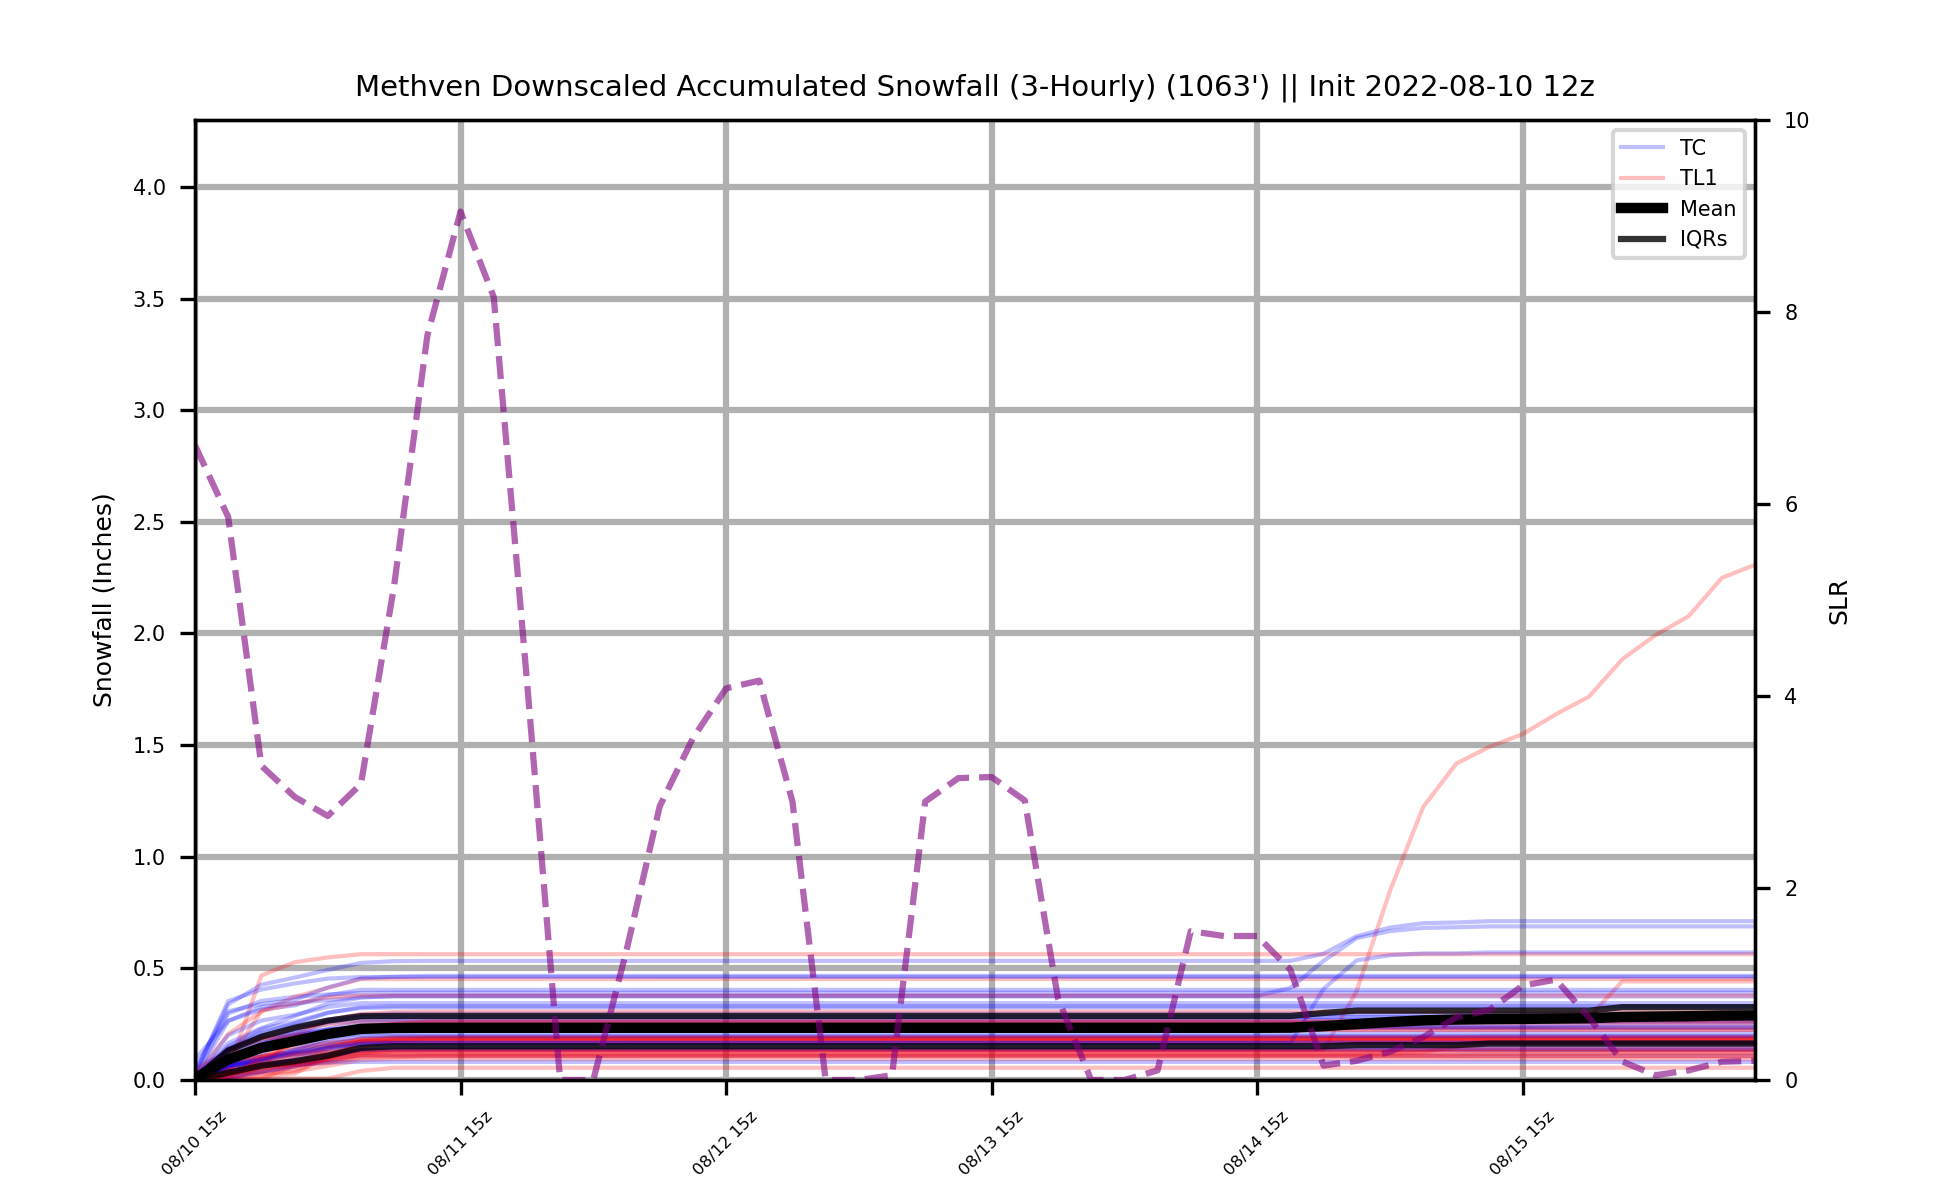 Methven Downscaled Accumulated Snowfall (3-Hourly) (1063') || Init 2022-08-10 12z
TC
TL1
Mean
IQRs
Snowfall (Inches)
4.0
3.5
3.0
2.5
2.0
1.5
1.0
0.5
0.0
10
8
6
4
2
0
SLR
08/10 15z
08/11 15z
08/12 15z
08/13 15z
08/14 15z
08/15 15z